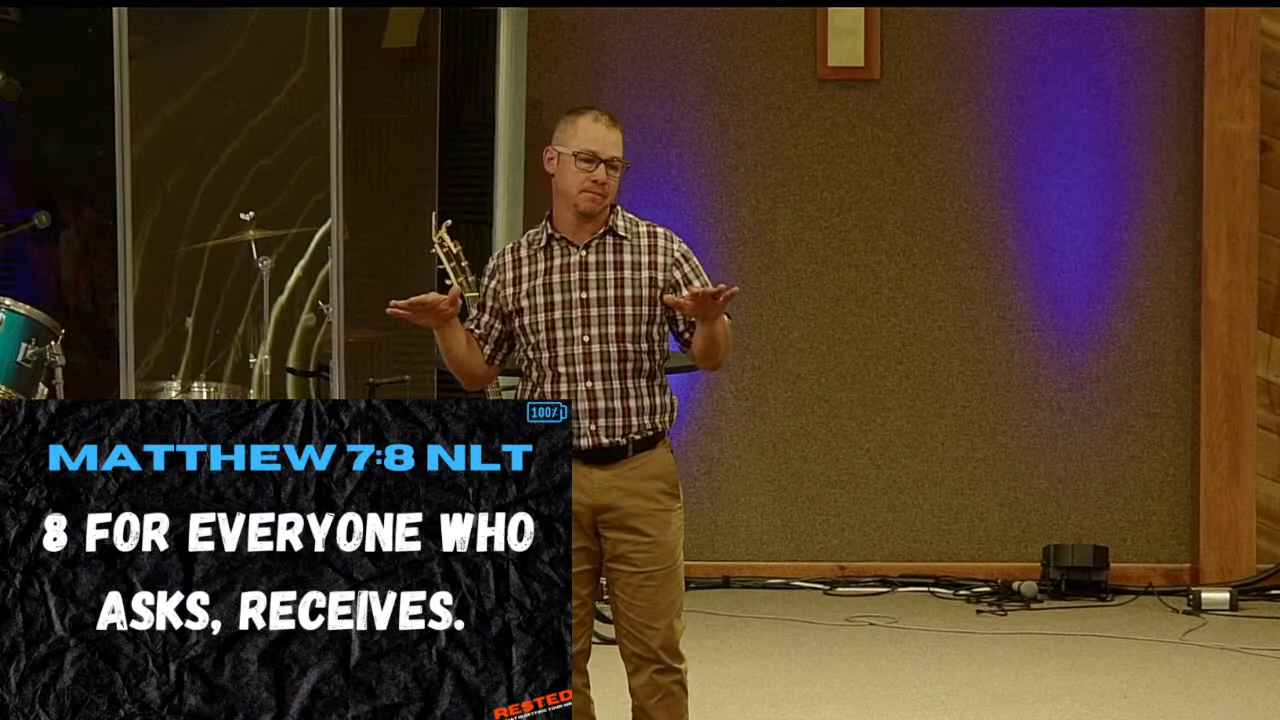 100%
MATTHEW 7:8 NLT
8 FOR EVERYONE WHO
ASKS, RECEIVES.
RESTED